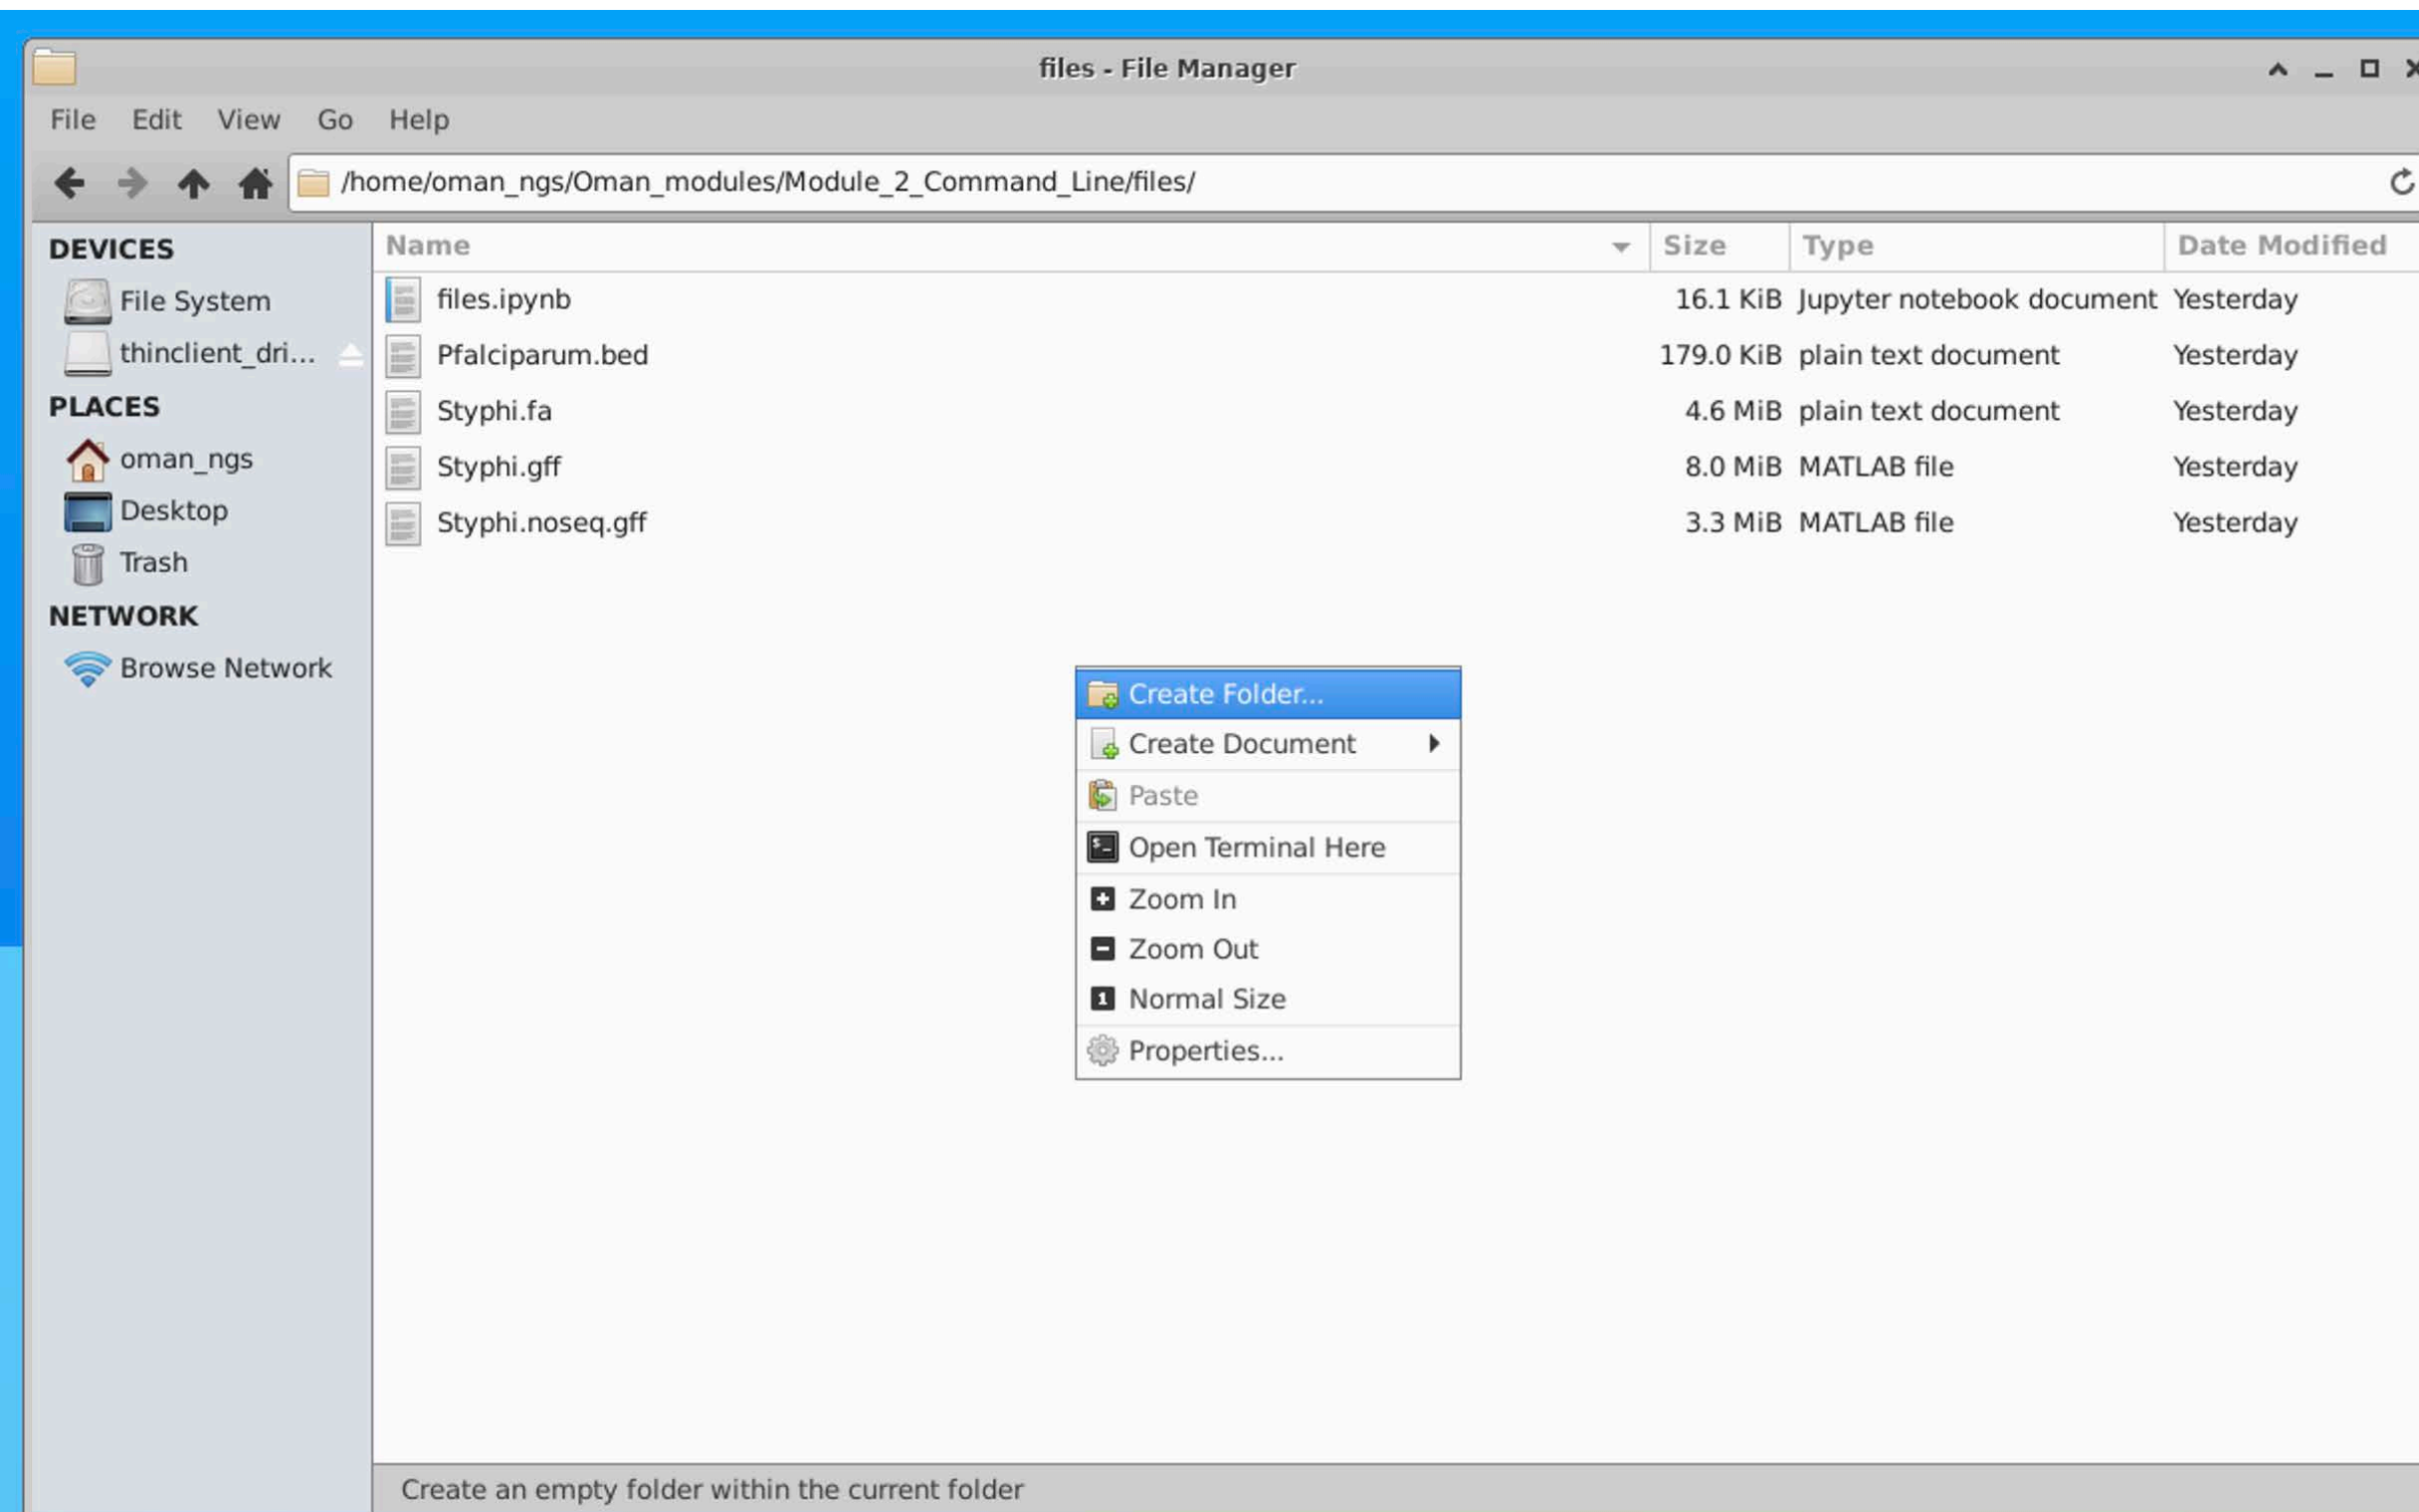 files - File Manager
File Edit View Go Help
/home/oman_ngs/Oman_modules/Module_2_Command_Line/files/
DEVICES
File System
thinclient_dri...
PLACES
oman_ngs
Desktop
Trash
NETWORK
Browse Network
Name Size Type Date Modified
files.ipynb 16.1 KiB Jupyter notebook document Yesterday
Pfalciparum.bed 179.0 KiB plain text document Yesterday
Styphi.fa 4.6 MiB plain text document Yesterday
Styphi.gff 8.0 MiB MATLAB file Yesterday
Styphi.noseq.gff 3.3 MiB MATLAB file Yesterday
Create Folder...
Create Document
Paste
Open Terminal Here
Zoom In
Zoom Out
Normal Size
Properties...
Create an empty folder within the current folder